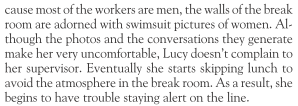 cause most of the workers are men, the walls of the break
room are adorned with swimsuit pictures of women. Al-
though the photos and the conversations they generate
make her very uncomfortable, Lucy doesn't complain to
her supervisor. Eventually she starts skipping lunch to
avoid the atmosphere in the break room. As a result, she
begins to have trouble staying alert on the line.